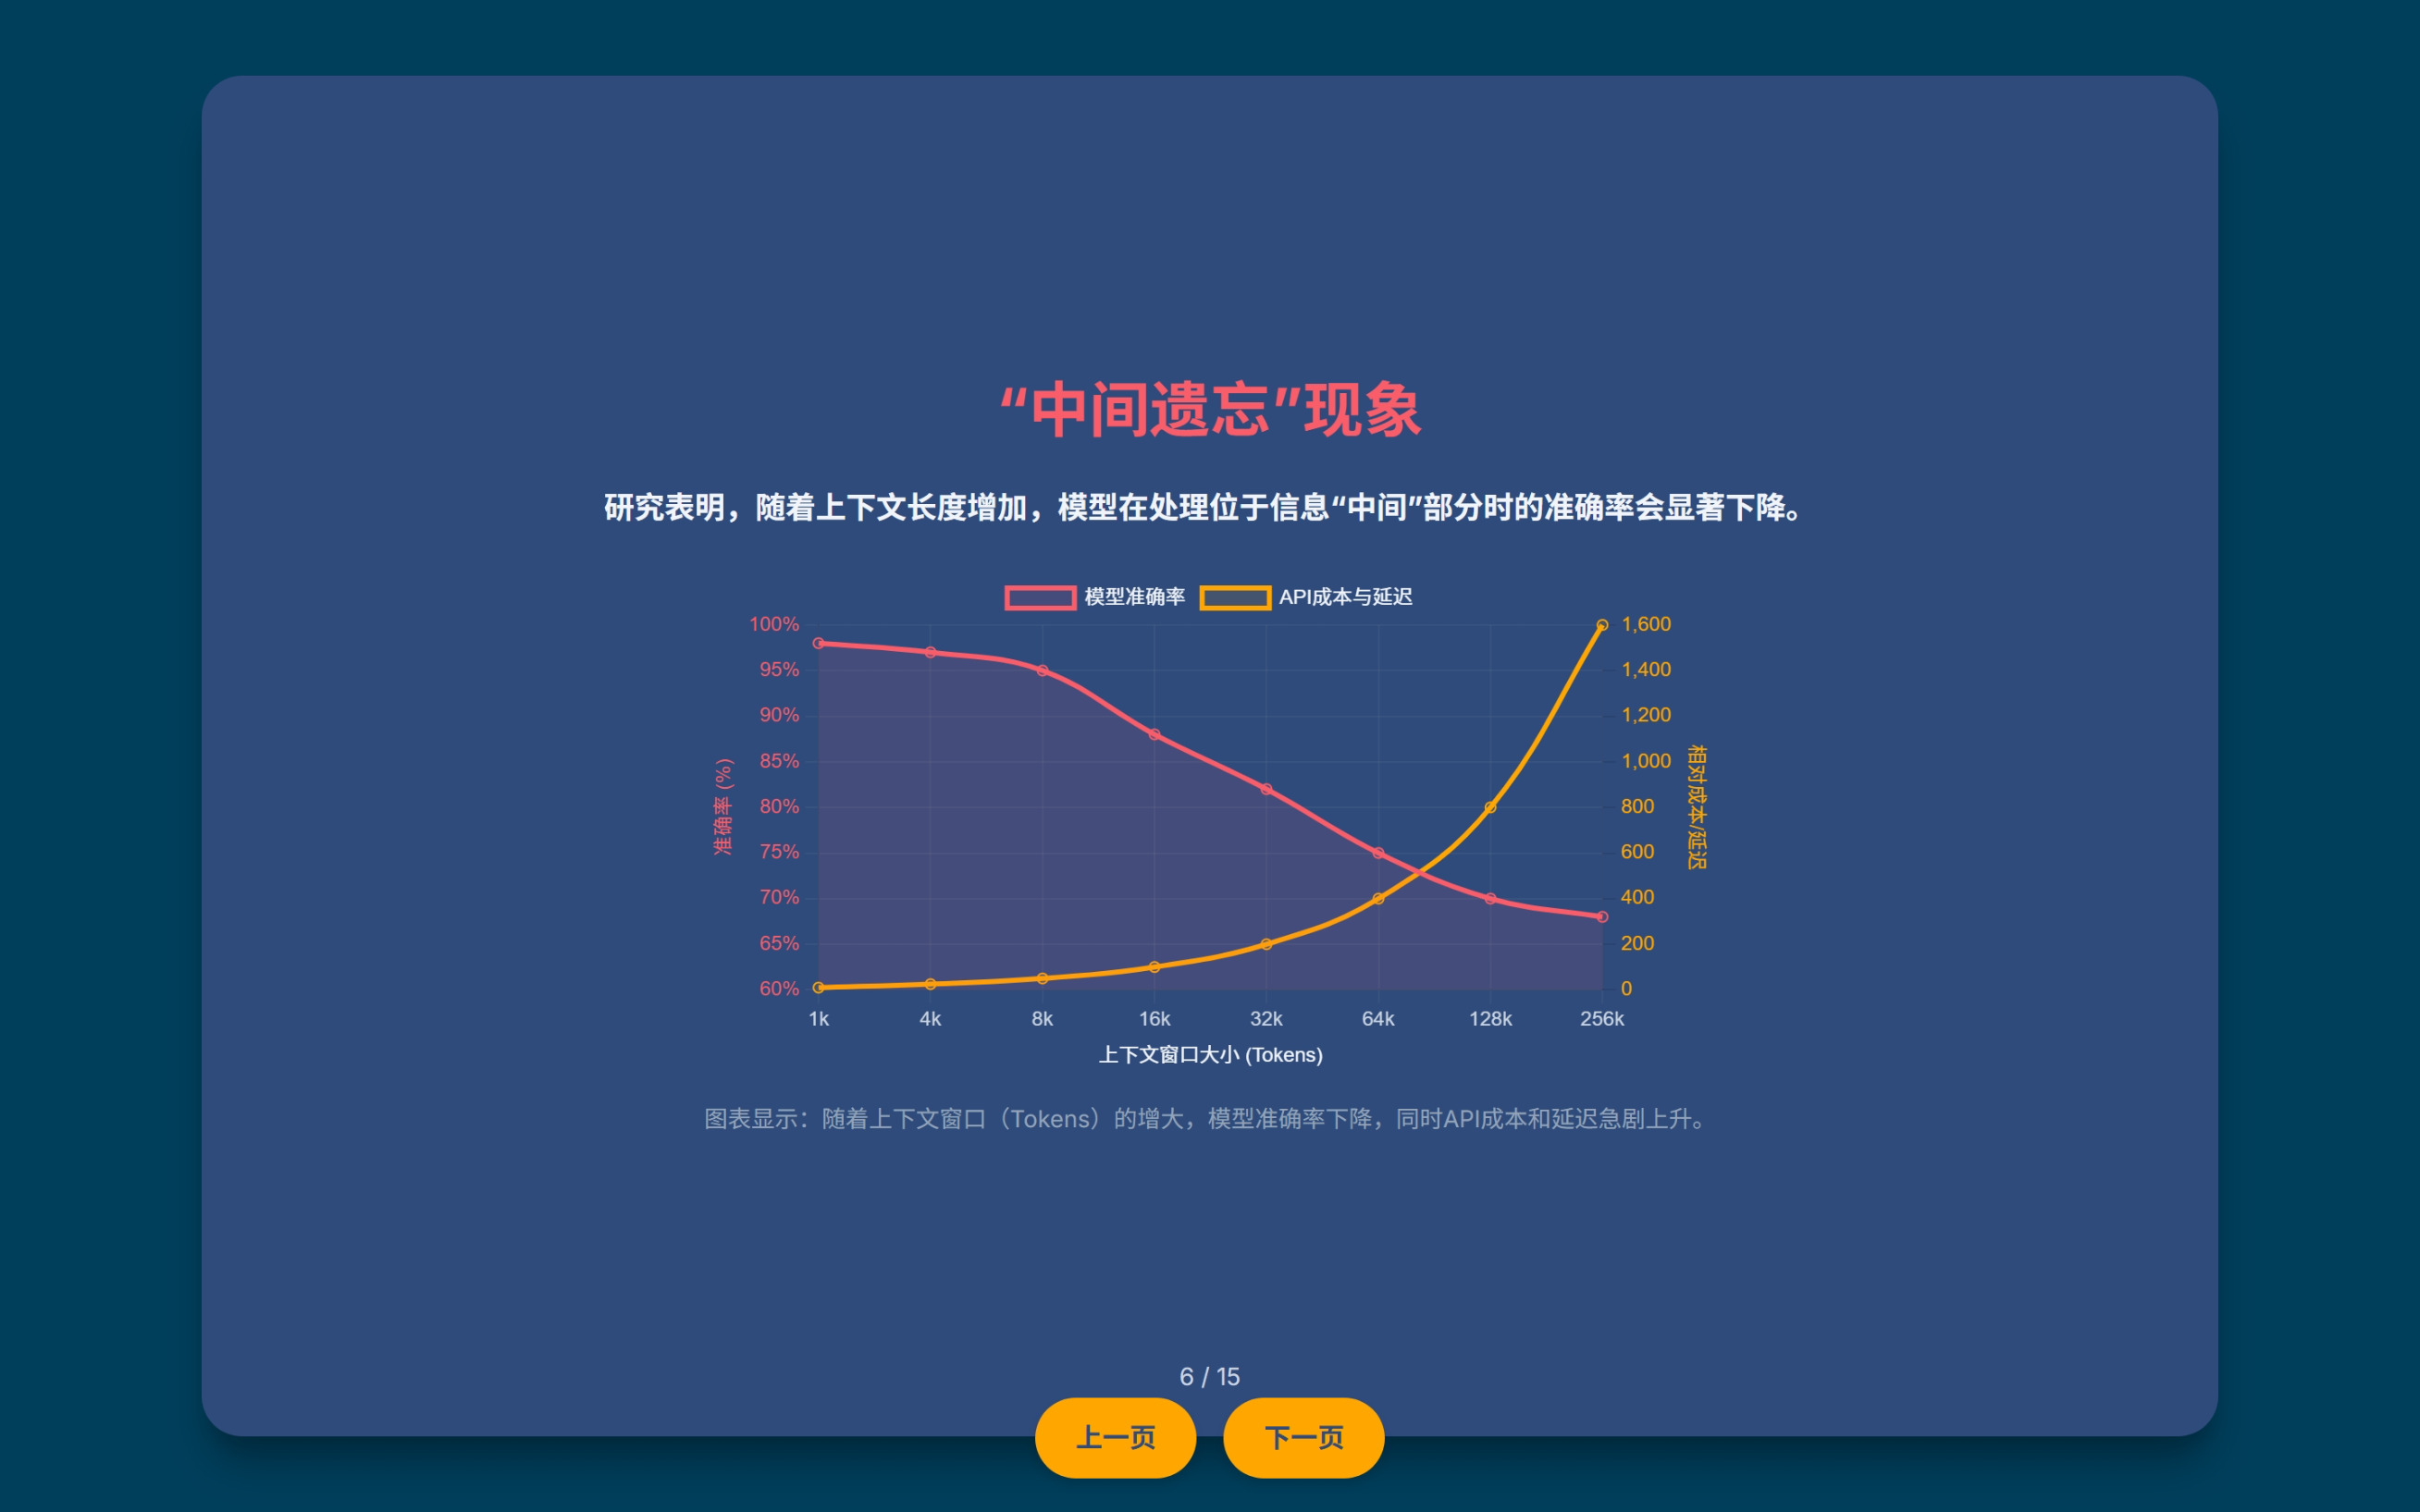 “中间遗忘”现象
研究表明，随着上下文长度增加，模型在处理位于信息“中间”部分时的准确率会显著下降。
模型准确率 API成本与延迟
准确率 (%)
100%
95%
90%
85%
80%
75%
70%
65%
60%
1,600
1,400
1,200
1,000
800
600
400
200
0
相对成本/延迟
1k 4k 8k 16k 32k 64k 128k 256k
上下文窗口大小 (Tokens)
图表显示：随着上下文窗口（Tokens）的增大，模型准确率下降，同时API成本和延迟急剧上升。
6 / 15
上一页 下一页